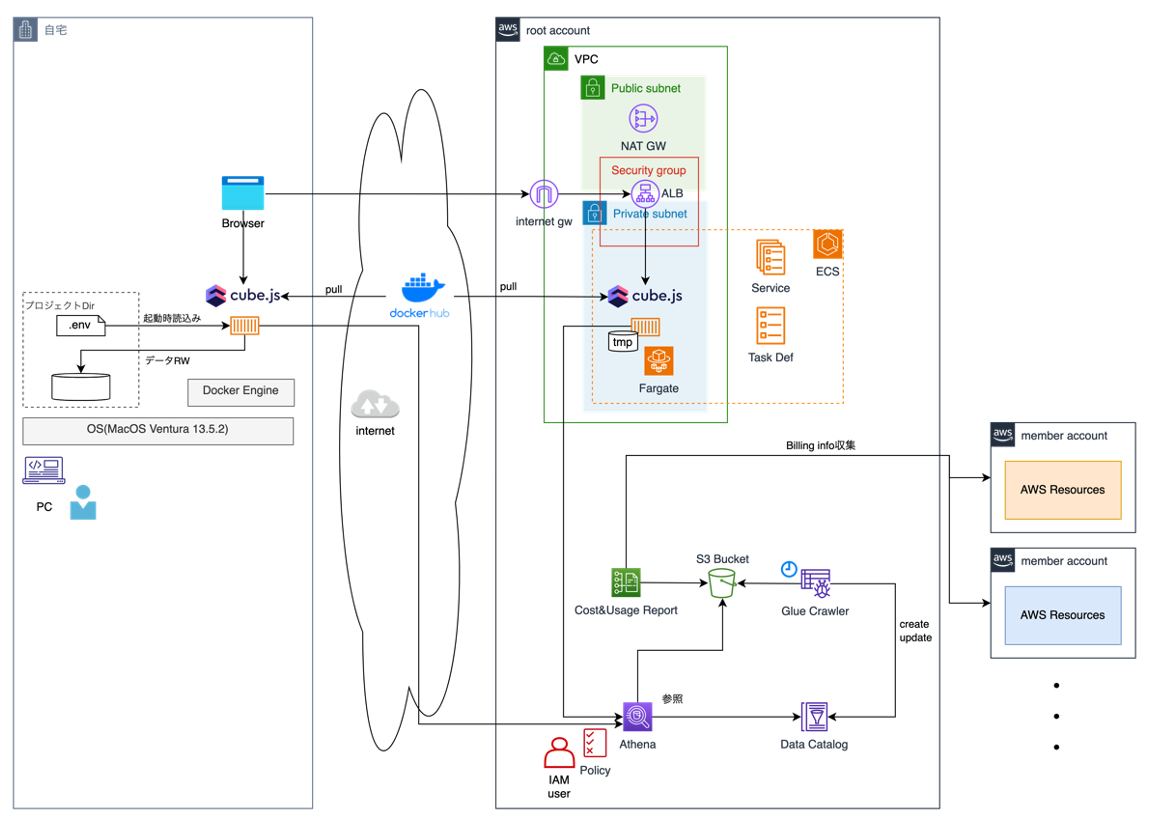 自宅
Browser
cube.js
プロジェクトDir
.env
起動時読込み
データRW
Docker Engine
OS(MacOS Ventura 13.5.2)
PC
pull
docker hub
pull
internet
aws
root account
VPC
Public subnet
NAT GW
Security group
ALB
internet gw
Private subnet
cube.js
tmp
Fargate
ECS
Service
Task Def
Billing info収集
Cost&Usage Report
S3 Bucket
Glue Crawler
create
update
参照
Athena
Data Catalog
Policy
IAM
user
aws
member account
AWS Resources
aws
member account
AWS Resources